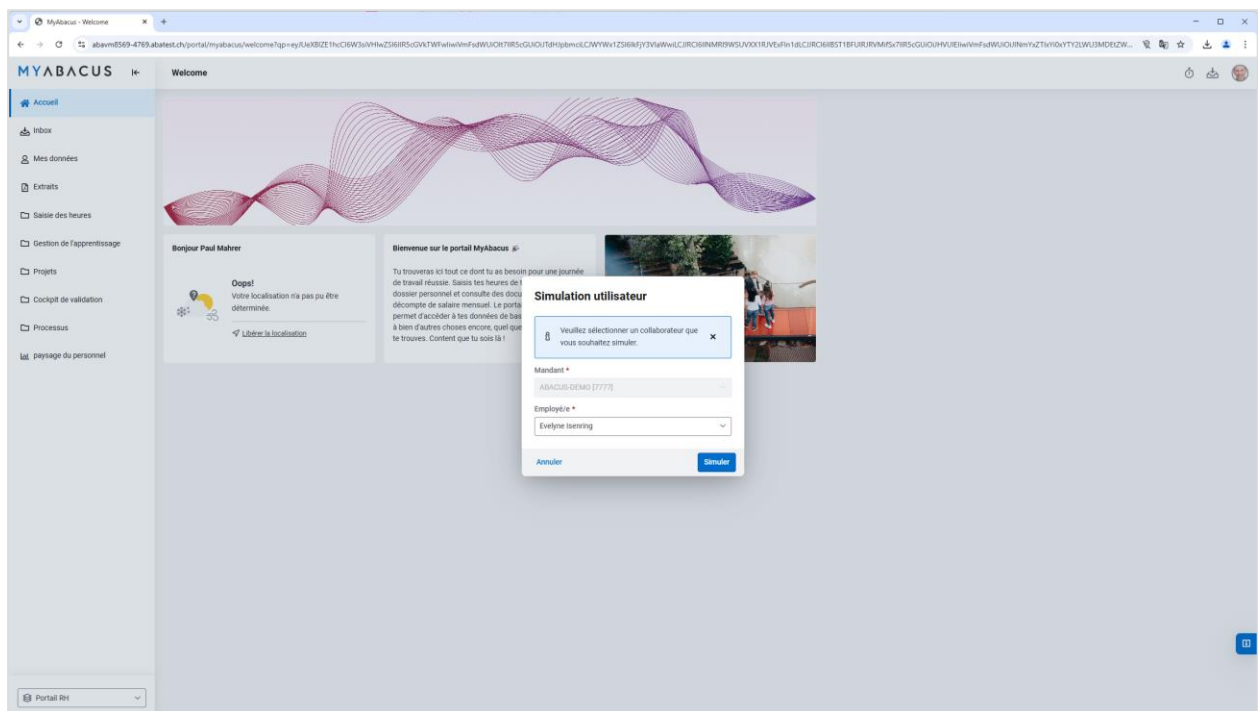 MyAbacus - Welcome
MYABACUS
Welcome
Accueil
Inbox
Mes données
Extraits
Saisie des heures
Gestion de l'apprentissage
Projets
Cockpit de validation
Processus
paysage du personnel
Portail RH
Bonjour Paul Mahrer
Oops!
Votre localisation n'a pas pu être
déterminée.
Libérer la localisation
Bienvenue sur le portail MyAbacus
Tu trouveras ici tout ce dont tu as besoin pour une journée
de travail réussie. Saisis tes heures de
dossier personnel et consulte des docu
décompte de salaire mensuel. Le porta
permet d'accéder à tes données de bas
à bien d'autres choses encore, quel que
te trouves. Content que tu sois là !
Simulation utilisateur
Veuillez sélectionner un collaborateur que
vous souhaitez simuler.
Mandant *
ABACUS-DEMO [7777]
Employé/e *
Evelyne Isenring
Annuler
Simuler